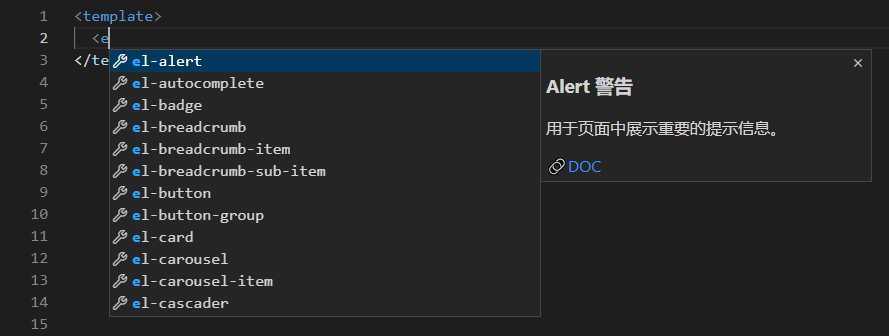 1 <template>
2 <e
3 </te
4
5
6
7
8
9
10
11
12
13
14
15
el-alert
el-autocomplete
el-badge
el-breadcrumb
el-breadcrumb-item
el-breadcrumb-sub-item
el-button
el-button-group
el-card
el-carousel
el-carousel-item
el-cascader
×
Alert 警告
用于页面中展示重要的提示信息。
DOC